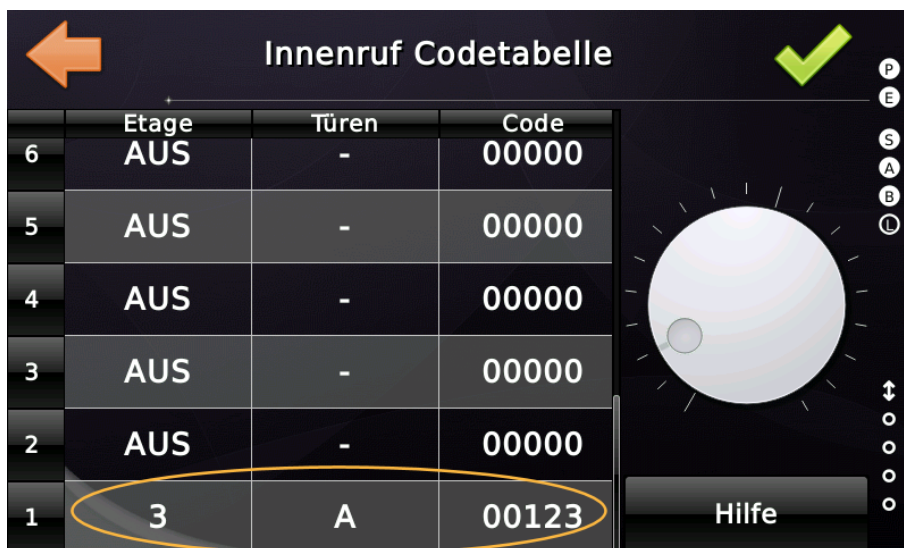 Innenruf Codetabelle
P
E
S
A
B
L
Etage Türen Code
6 AUS - 00000
5 AUS - 00000
4 AUS - 00000
3 AUS - 00000
2 AUS - 00000
1 3 A 00123
Hilfe